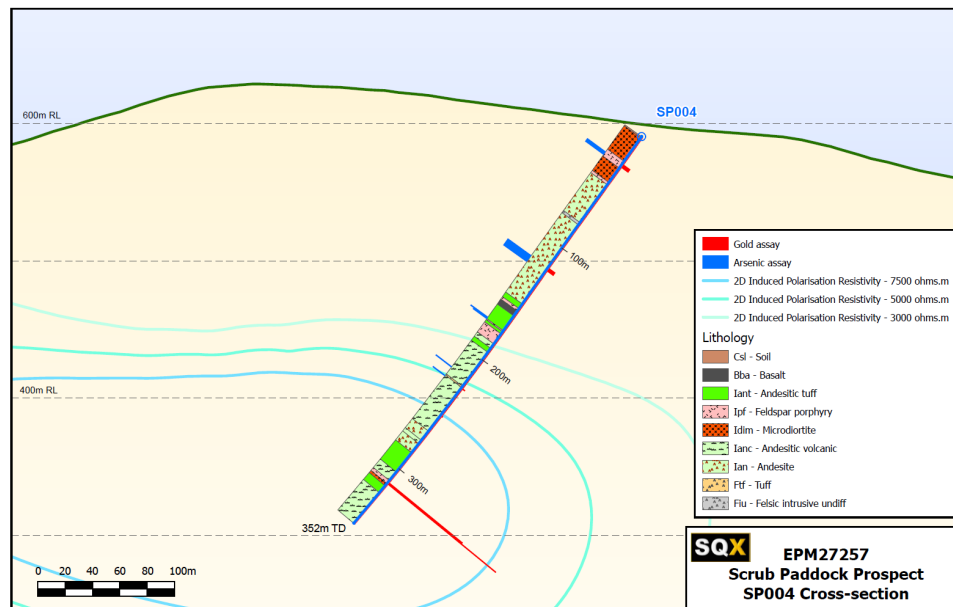 600m RL
SP004
100m
200m
400m RL
300m
352m TD
Gold assay
Arsenic assay
2D Induced Polarisation Resistivity - 7500 ohms.m
2D Induced Polarisation Resistivity - 5000 ohms.m
2D Induced Polarisation Resistivity - 3000 ohms.m
Lithology
Csl - Soil
Bba - Basalt
Iant - Andesitic tuff
Ipf - Feldspar porphyry
Idim - Microdiortite
Ianc - Andesitic volcanic
Ian - Andesite
Ftf - Tuff
Fiu - Felsic intrusive undiff
0 20 40 60 80 100m
SQX
EPM27257
Scrub Paddock Prospect
SP004 Cross-section